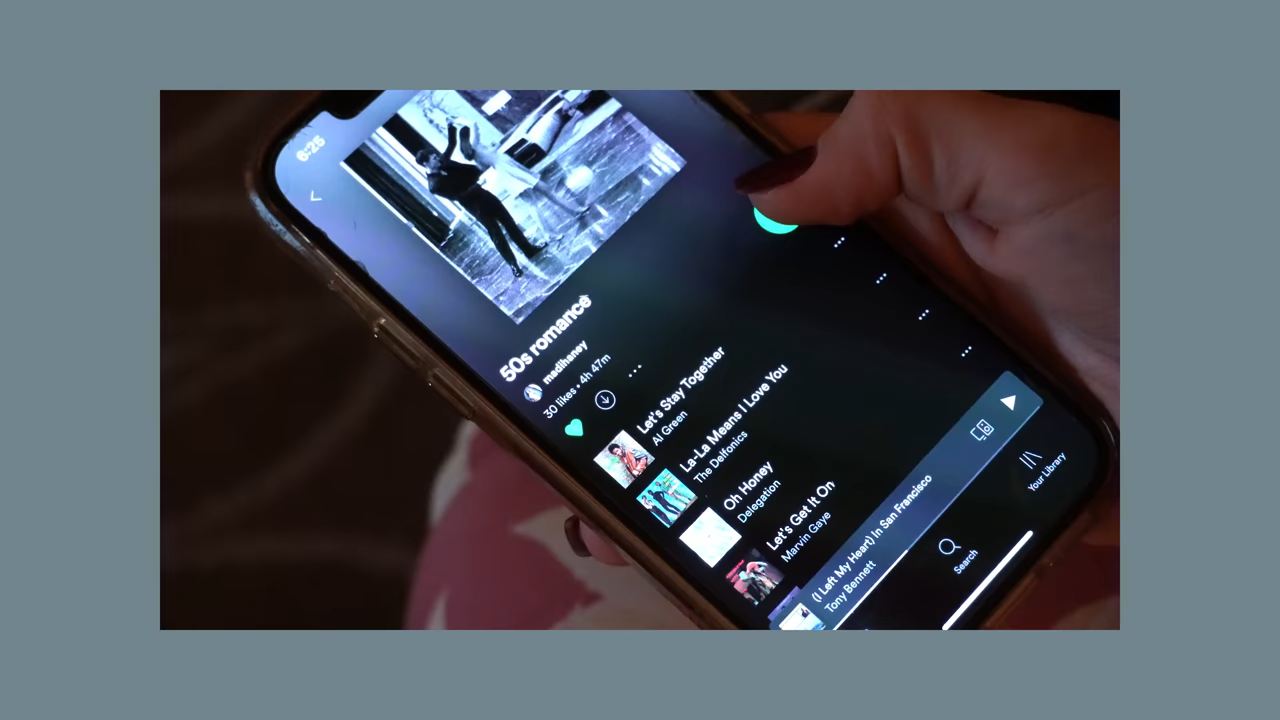 6:25
50s romance
madihaney
30 likes • 4h 47m
Let's Stay Together
Al Green
La-La Means I Love You
The Delfonics
Oh Honey
Delegation
Let's Get It On
Marvin Gaye
(I Left My Heart) In San Francisco
Tony Bennett
Search
Your Library